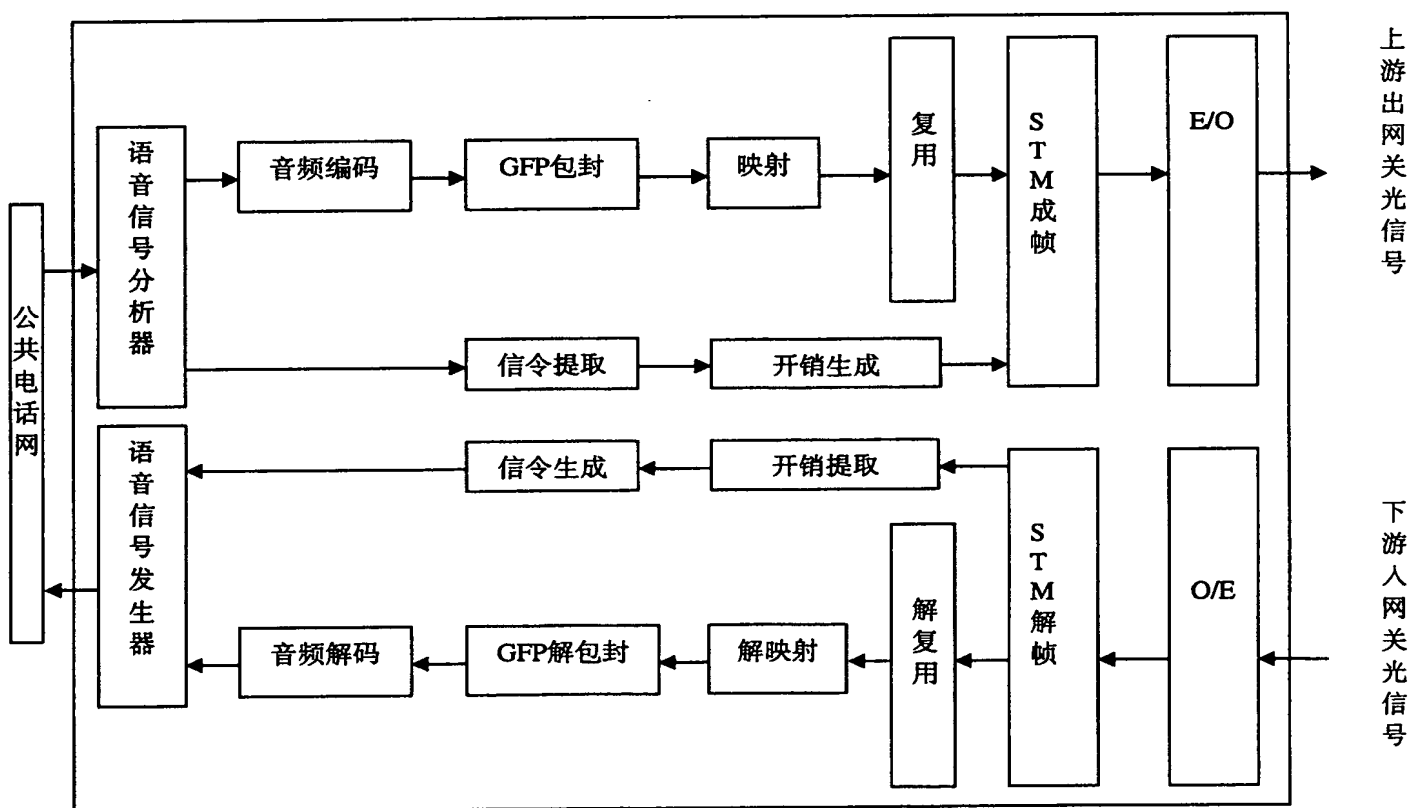 公共电话网
语音信号分析器
音频编码
GFP包封
映射
复用
STM成帧
E/O
上游出网关光信号
信令提取
开销生成
语音信号发生器
信令生成
开销提取
音频解码
GFP解包封
解映射
解复用
STM解帧
O/E
下游入网关光信号